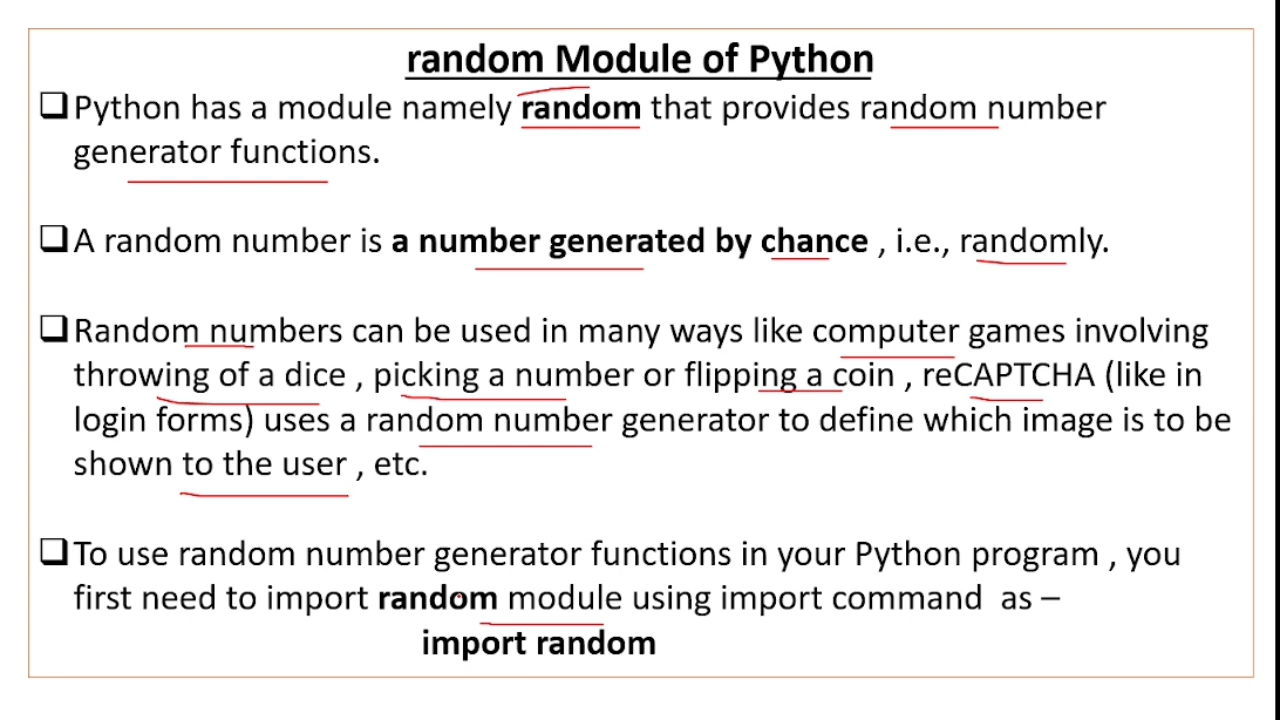 random Module of Python
❑Python has a module namely random that provides random number
generator functions.
❑A random number is a number generated by chance , i.e., randomly.
❑Random numbers can be used in many ways like computer games involving
throwing of a dice , picking a number or flipping a coin , reCAPTCHA (like in
login forms) uses a random number generator to define which image is to be
shown to the user , etc.
❑To use random number generator functions in your Python program , you
first need to import random module using import command  as –
import random